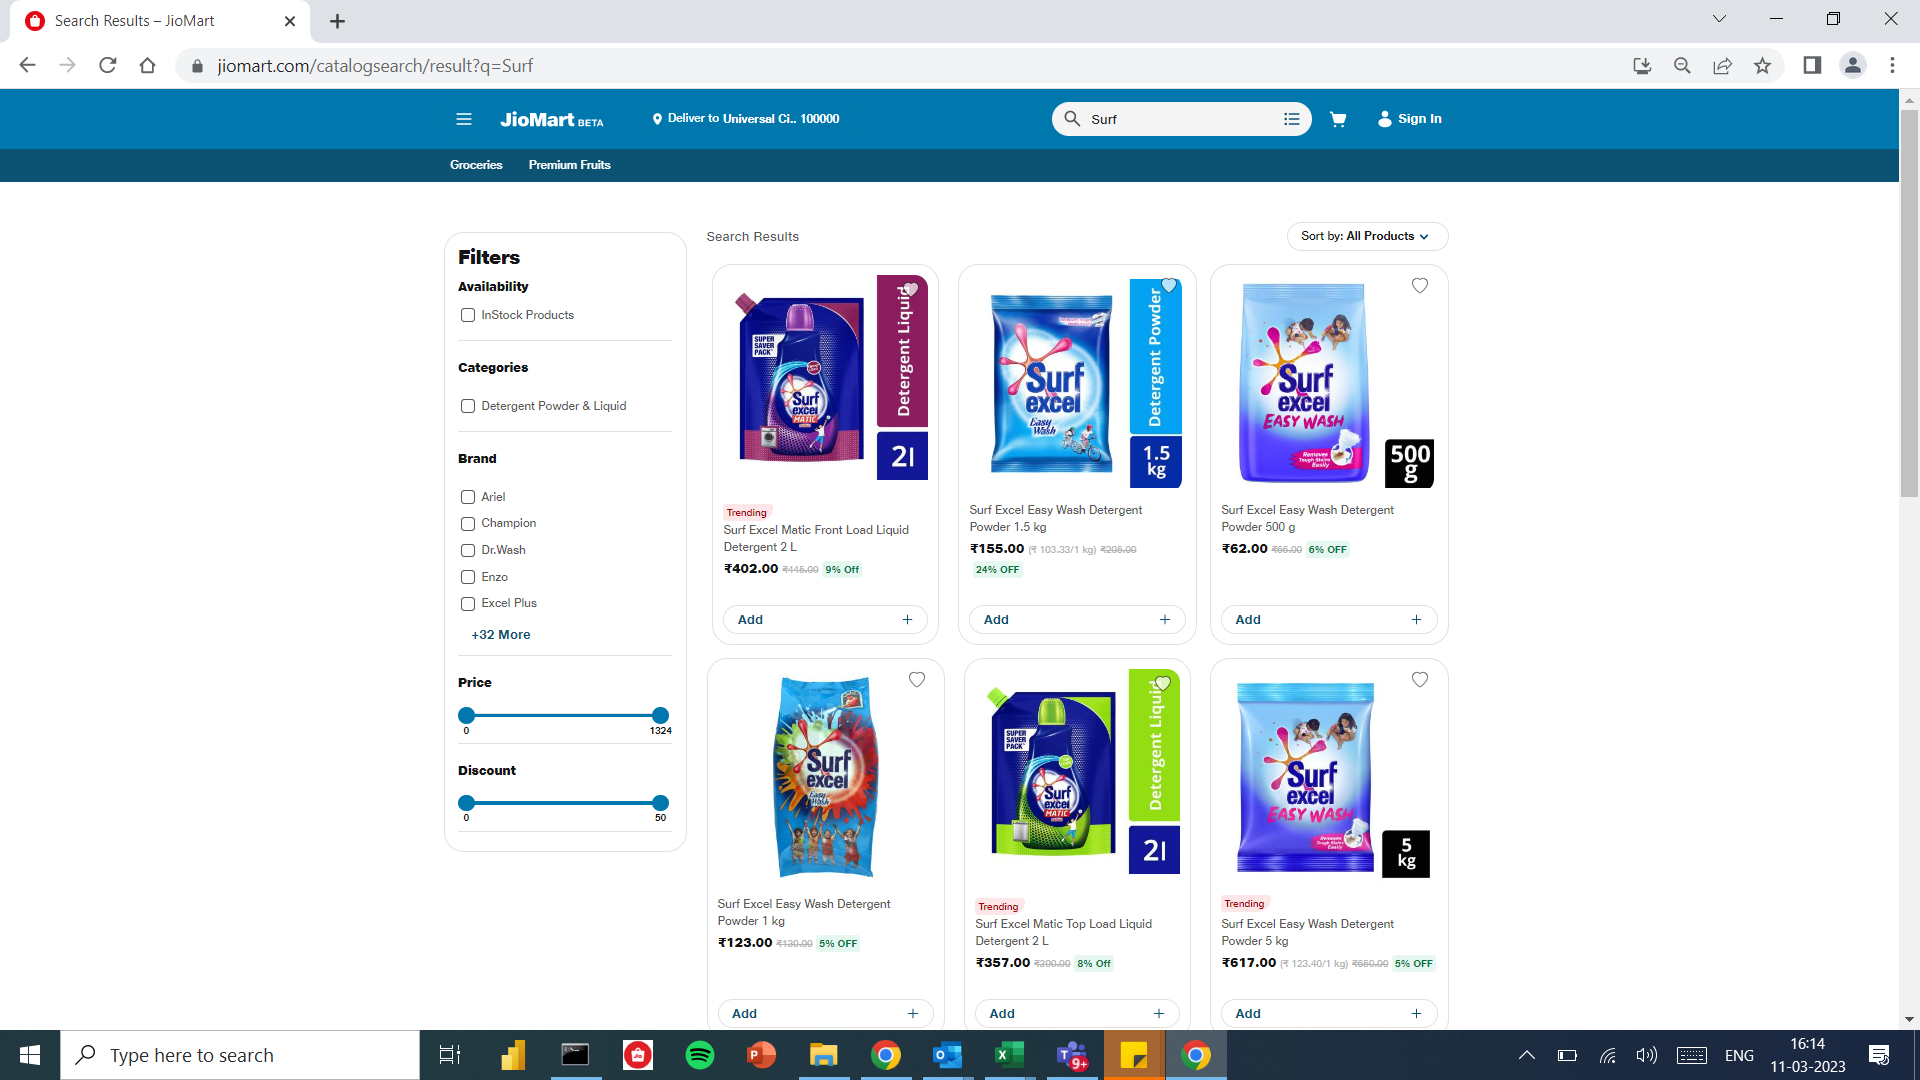 Search Results – JioMart
jiomart.com/catalogsearch/result?q=Surf
JioMart BETA
Deliver to Universal Ci.. 100000
Surf
Sign In
Groceries
Premium Fruits
Filters
Availability
InStock Products
Categories
Detergent Powder & Liquid
Brand
Ariel
Champion
Dr.Wash
Enzo
Excel Plus
+32 More
Price
0
1324
Discount
0
50
Search Results
Sort by: All Products
SUPER SAVER PACK
Surf excel MATIC
Detergent Liquid
2l
Trending
Surf Excel Matic Front Load Liquid
Detergent 2 L
₹402.00 ₹445.00 9% Off
Add +
Surf excel
Easy Wash
Detergent Powder
1.5 kg
Surf Excel Easy Wash Detergent
Powder 1.5 kg
₹155.00 (₹ 103.33/1 kg) ₹205.00
24% OFF
Add +
Surf excel
EASY WASH
Removes Tough Stains Easily
500 g
Surf Excel Easy Wash Detergent
Powder 500 g
₹62.00 ₹66.00 6% OFF
Add +
Surf excel
Easy Wash
Surf Excel Easy Wash Detergent
Powder 1 kg
₹123.00 ₹130.00 5% OFF
Add +
SUPER SAVER PACK
Surf excel MATIC
Detergent Liquid
2l
Trending
Surf Excel Matic Top Load Liquid
Detergent 2 L
₹357.00 ₹390.00 8% Off
Add +
Surf excel
EASY WASH
Removes Tough Stains Easily
5 kg
Trending
Surf Excel Easy Wash Detergent
Powder 5 kg
₹617.00 (₹ 123.40/1 kg) ₹650.00 5% OFF
Add +
Type here to search
9+
ENG
16:14
11-03-2023